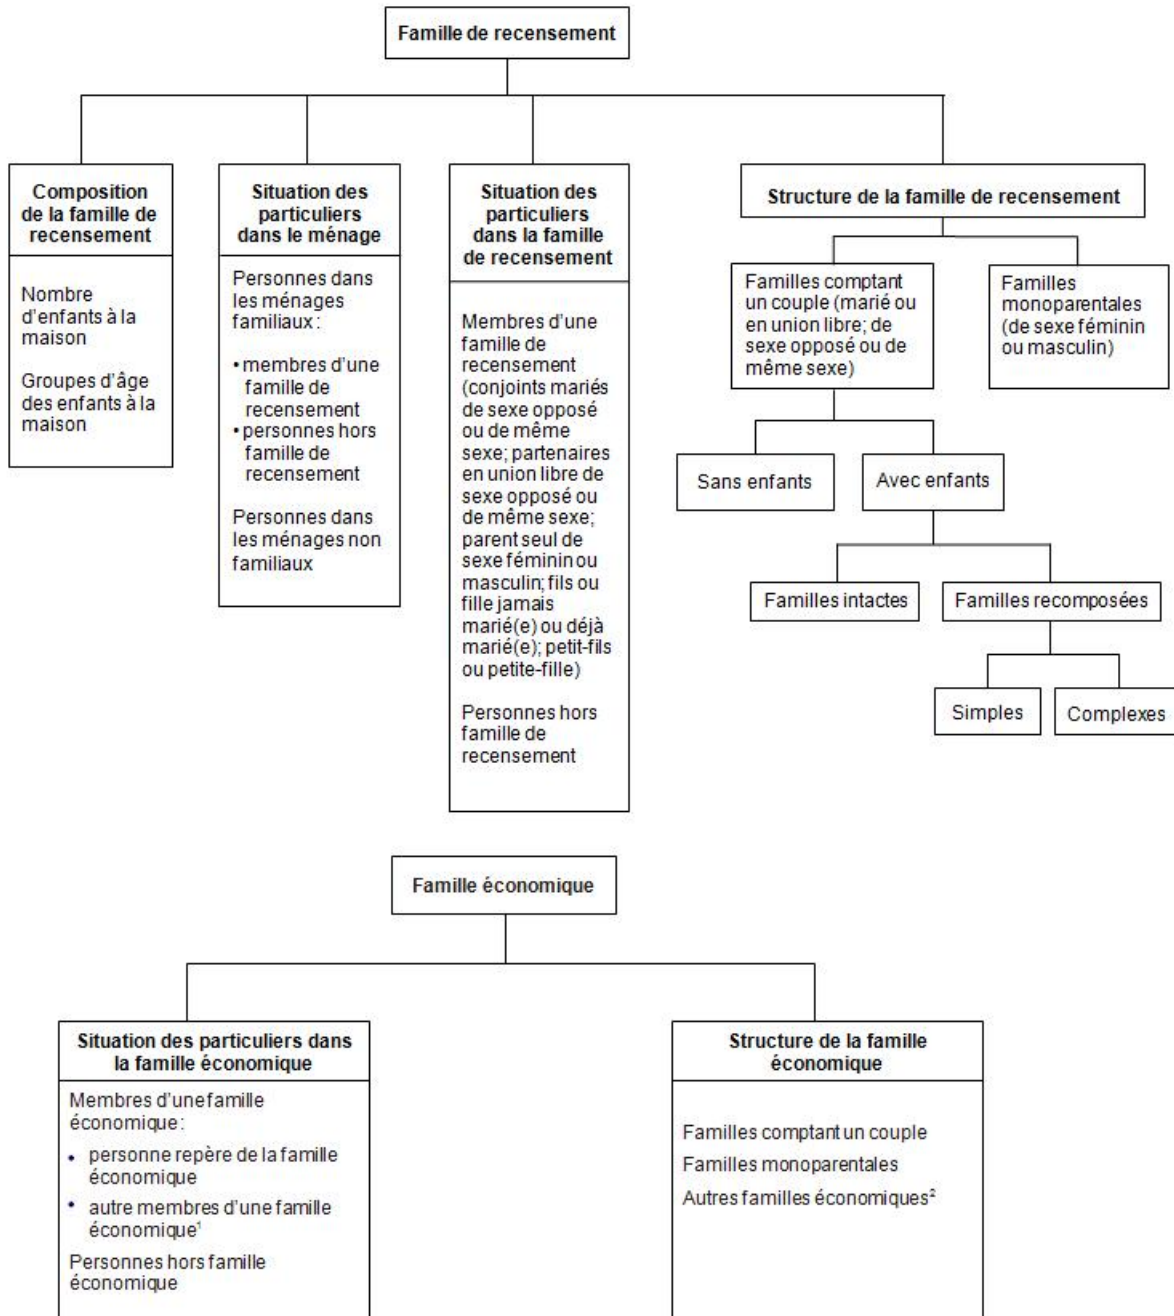 Famille de recensement
Composition
de la famille de
recensement
Nombre
d'enfants à la
maison
Groupes d'âge
des enfants à la
maison
Situation des
particuliers
dans le ménage
Personnes dans
les ménages
familiaux :
• membres d'une
famille de
recensement
• personnes hors
famille de
recensement
Personnes dans
les ménages non
familiaux
Situation des
particuliers
dans la famille
de recensement
Membres d'une
famille de
recensement
(conjoints mariés
de sexe opposé
ou de même
sexe; partenaires
en union libre de
sexe opposé ou
de même sexe;
parent seul de
sexe féminin ou
masculin; fils ou
fille jamais
marié(e) ou déjà
marié(e); petit-fils
ou petite-fille)
Personnes hors
famille de
recensement
Structure de la famille de recensement
Familles comptant
un couple (marié ou
en union libre; de
sexe opposé ou de
même sexe)
Familles
monoparentales
(de sexe féminin
ou masculin)
Sans enfants
Avec enfants
Familles intactes
Familles recomposées
Simples
Complexes
Famille économique
Situation des particuliers dans
la famille économique
Membres d'une famille
économique :
• personne repère de la famille
économique
• autre membres d'une famille
économique¹
Personnes hors famille
économique
Structure de la famille
économique
Familles comptant un couple
Familles monoparentales
Autres familles économiques²